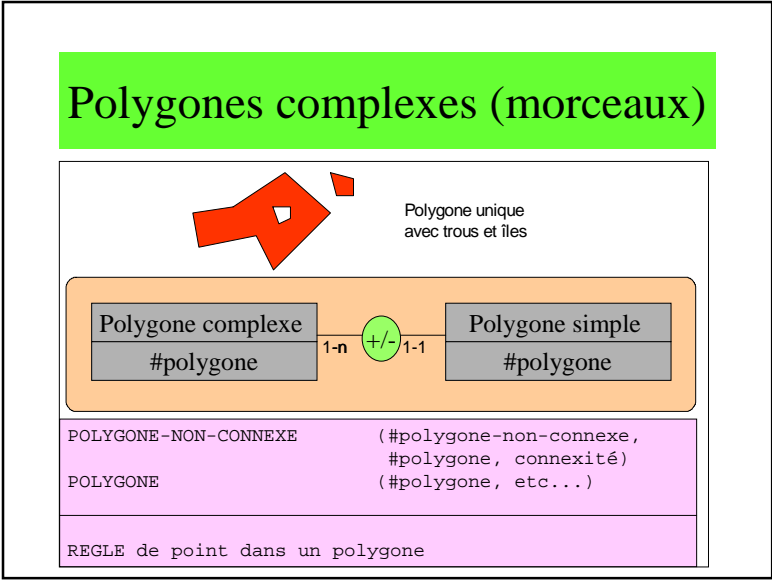 Polygones complexes (morceaux)
Polygone unique
avec trous et îles
Polygone complexe
#polygone
1-n
+/-
1-1
Polygone simple
#polygone
POLYGONE-NON-CONNEXE (#polygone-non-connexe,
#polygone, connexité)
POLYGONE (#polygone, etc...)
REGLE de point dans un polygone